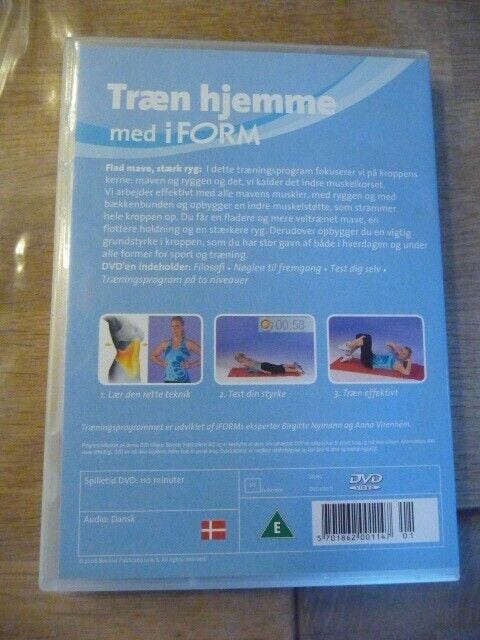 Træn hjemme
med iFORM
Flad mave, stærk ryg: I dette træningsprogram fokuserer vi på kroppens
kerne: maven og ryggen og det, vi kalder det indre muskelkorset.
Vi arbejder effektivt med alle mavens muskler, med ryggen og med
bækkenbunden og opbygger en indre muskelstøtte, som strammer
hele kroppen op. Du får en fladere og mere veltrænet mave, en
flottere holdning og en stærkere ryg. Derudover opbygger du en vigtig
grundstyrke i kroppen, som du har stor gavn af både i hverdagen og under
alle former for sport og træning.
DVD'en indeholder: Filosofi • Nøglen til fremgang • Test dig selv •
Træningsprogram på to niveauer
00:58
1. Lær den rette teknik
2. Test din styrke
3. Træn effektivt
Træningsprogrammet er udviklet af IFORMs eksperter Birgitte Nymann og Anna Virenhem.
Spilletid DVD: 110 minutter
DVD
VIDEO
Audio: Dansk
E
5 701862 001147
01
Bonnier Publications A/S. All rights reserved.